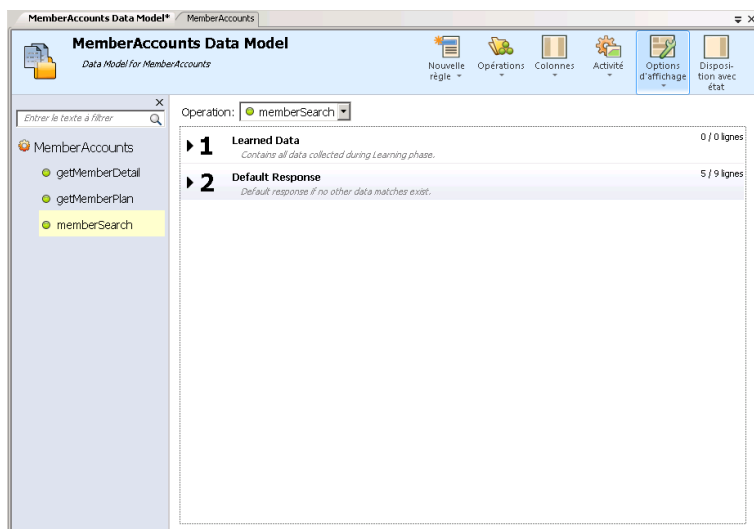 MemberAccounts Data Model* MemberAccounts
MemberAccounts Data Model
Data Model for MemberAccounts
Nouvelle règle
Opérations
Colonnes
Activité
Options d'affichage
Disposi-
tion avec
état
Entrer le texte à filtrer
MemberAccounts
getMemberDetail
getMemberPlan
memberSearch
Operation: memberSearch
1 Learned Data 0 / 0 lignes
Contains all data collected during Learning phase.
2 Default Response 5 / 9 lignes
Default response if no other data matches exist.